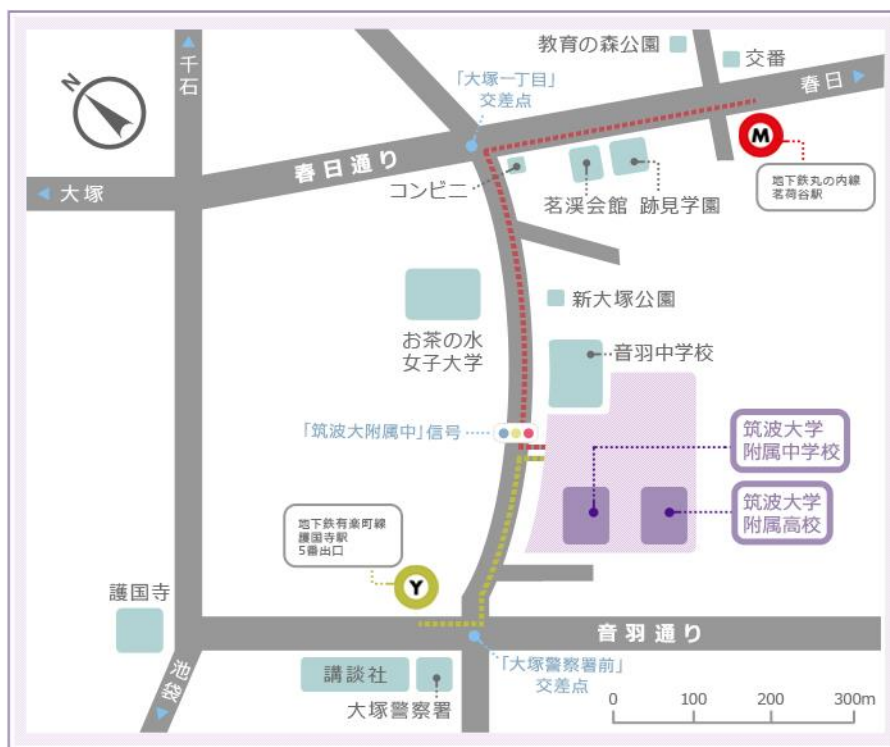 教育の森公園
交番
千石
「大塚一丁目」
交差点
春日
N
M
春日通り
地下鉄丸の内線
茗荷谷駅
大塚
コンビニ
茗渓会館
跡見学園
新大塚公園
お茶の水
女子大学
音羽中学校
「筑波大附属中」信号
筑波大学
附属中学校
筑波大学
附属高校
地下鉄有楽町線
護国寺駅
5番出口
Y
護国寺
音羽通り
池袋
講談社
「大塚警察署前」
交差点
大塚警察署
0 100 200 300m